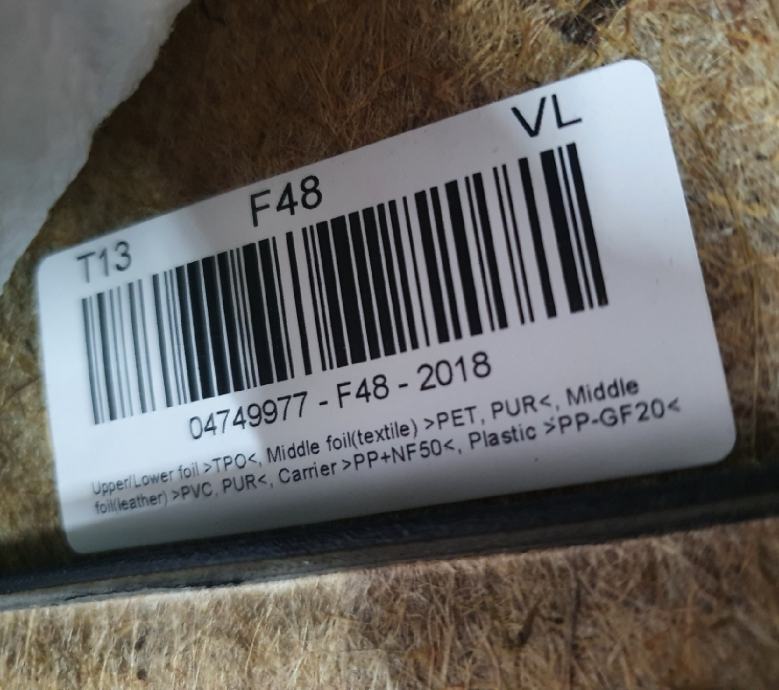 VL
F48
T13
04749977 - F48 - 2018
Upper/Lower foil >TPO<, Middle foil(textile) >PET, PUR<, Middle
foil(leather) >PVC, PUR<, Carrier >PP+NF50<, Plastic >PP-GF20<